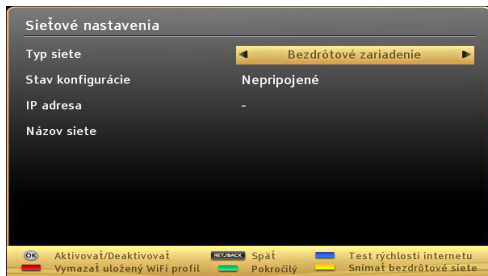 Sieťové nastavenia
Typ siete Bezdrôtové zariadenie
Stav konfigurácie Nepripojené
IP adresa -
Názov siete
OK Aktivovať/Deaktivovať RET./BACK Späť Test rýchlosti internetu
Vymazať uložený WiFi profil Pokročilý Snímať bezdrôtové siete